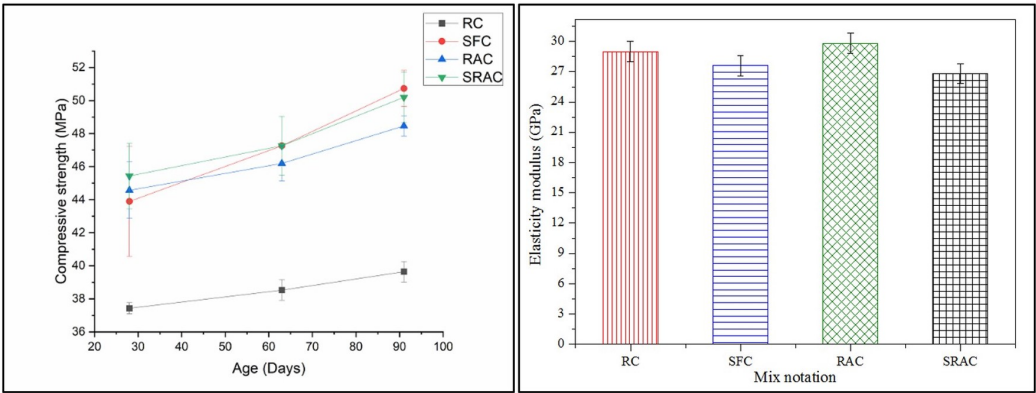 RC
SFC
RAC
SRAC
52
50
48
46
44
42
40
38
36
20
30
40
50
60
70
80
90
100
Compressive strength (MPa)
Age (Days)
30
27
24
21
18
15
12
9
6
3
0
Elasticity modulus (GPa)
RC
SFC
RAC
SRAC
Mix notation